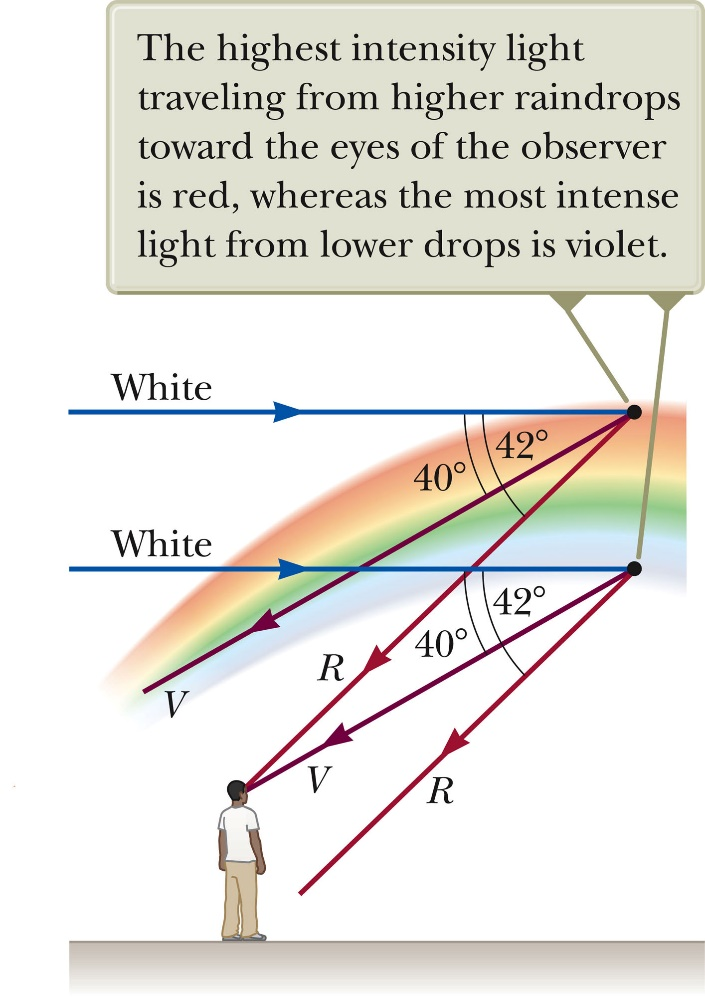 The highest intensity light
traveling from higher raindrops
toward the eyes of the observer
is red, whereas the most intense
light from lower drops is violet.
White
42°
40°
White
42°
40°
R
V
V
R